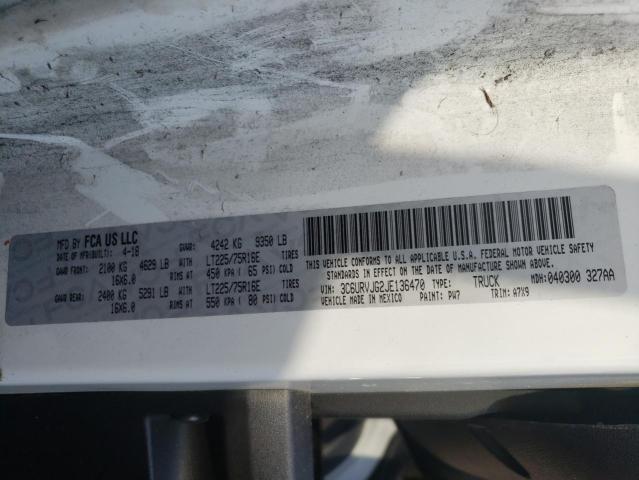 MFD BY FCA US LLC
DATE OF MFR(BUILT): 4-18 GVWR: 4242 KG 9350 LB
GAWR FRONT: 2100 KG 4629 LB LT225/75R16E TIRES
16X6.0 RIMS AT 450 KPA ( 65 PSI) COLD
GAWR REAR: 2400 KG 5291 LB LT225/75R16E TIRES
16X6.0 RIMS AT 550 KPA ( 80 PSI) COLD
THIS VEHICLE CONFORMS TO ALL APPLICABLE U.S.A. FEDERAL MOTOR VEHICLE SAFETY
STANDARDS IN EFFECT ON THE DATE OF MANUFACTURE SHOWN ABOVE.
VIN: 3C6URVJG2JE136470 TYPE: TRUCK MDH: 040300 327AA
VEHICLE MADE IN MEXICO PAINT: PW7 TRIM: A7X9